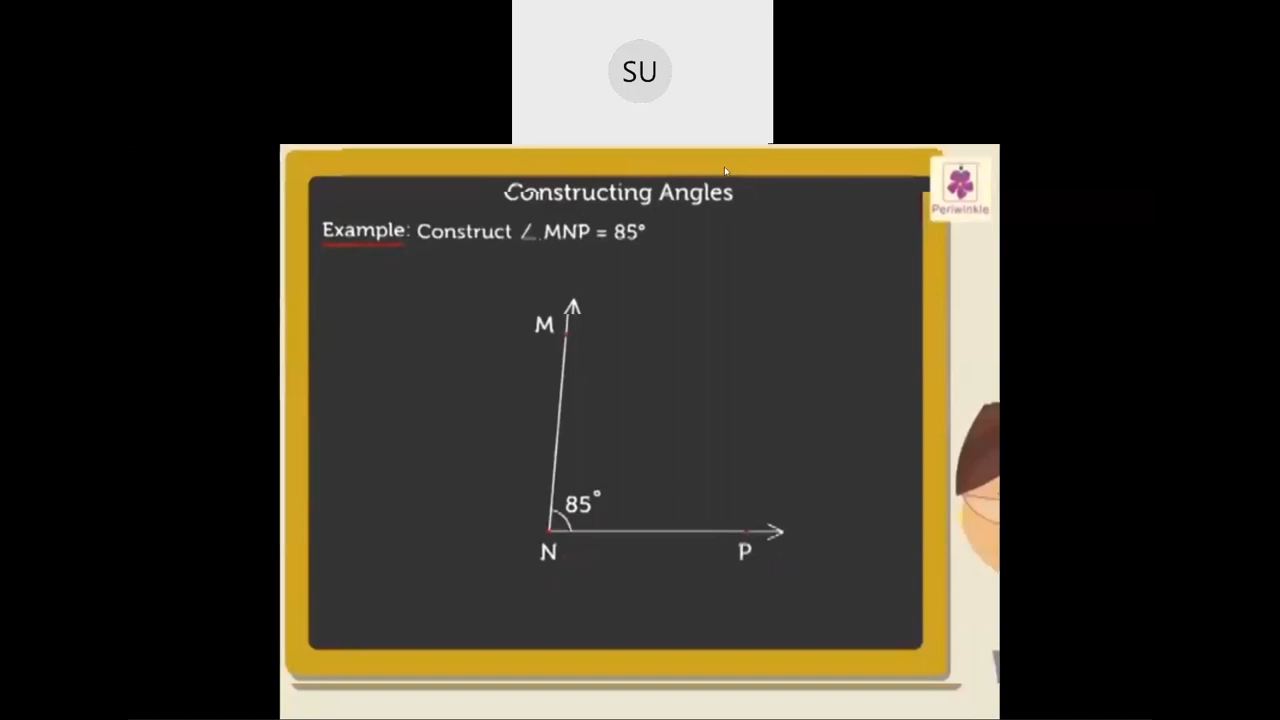 SU
Constructing Angles
Periwinkle
Example: Construct ∠ MNP = 85°
M
85°
N
P